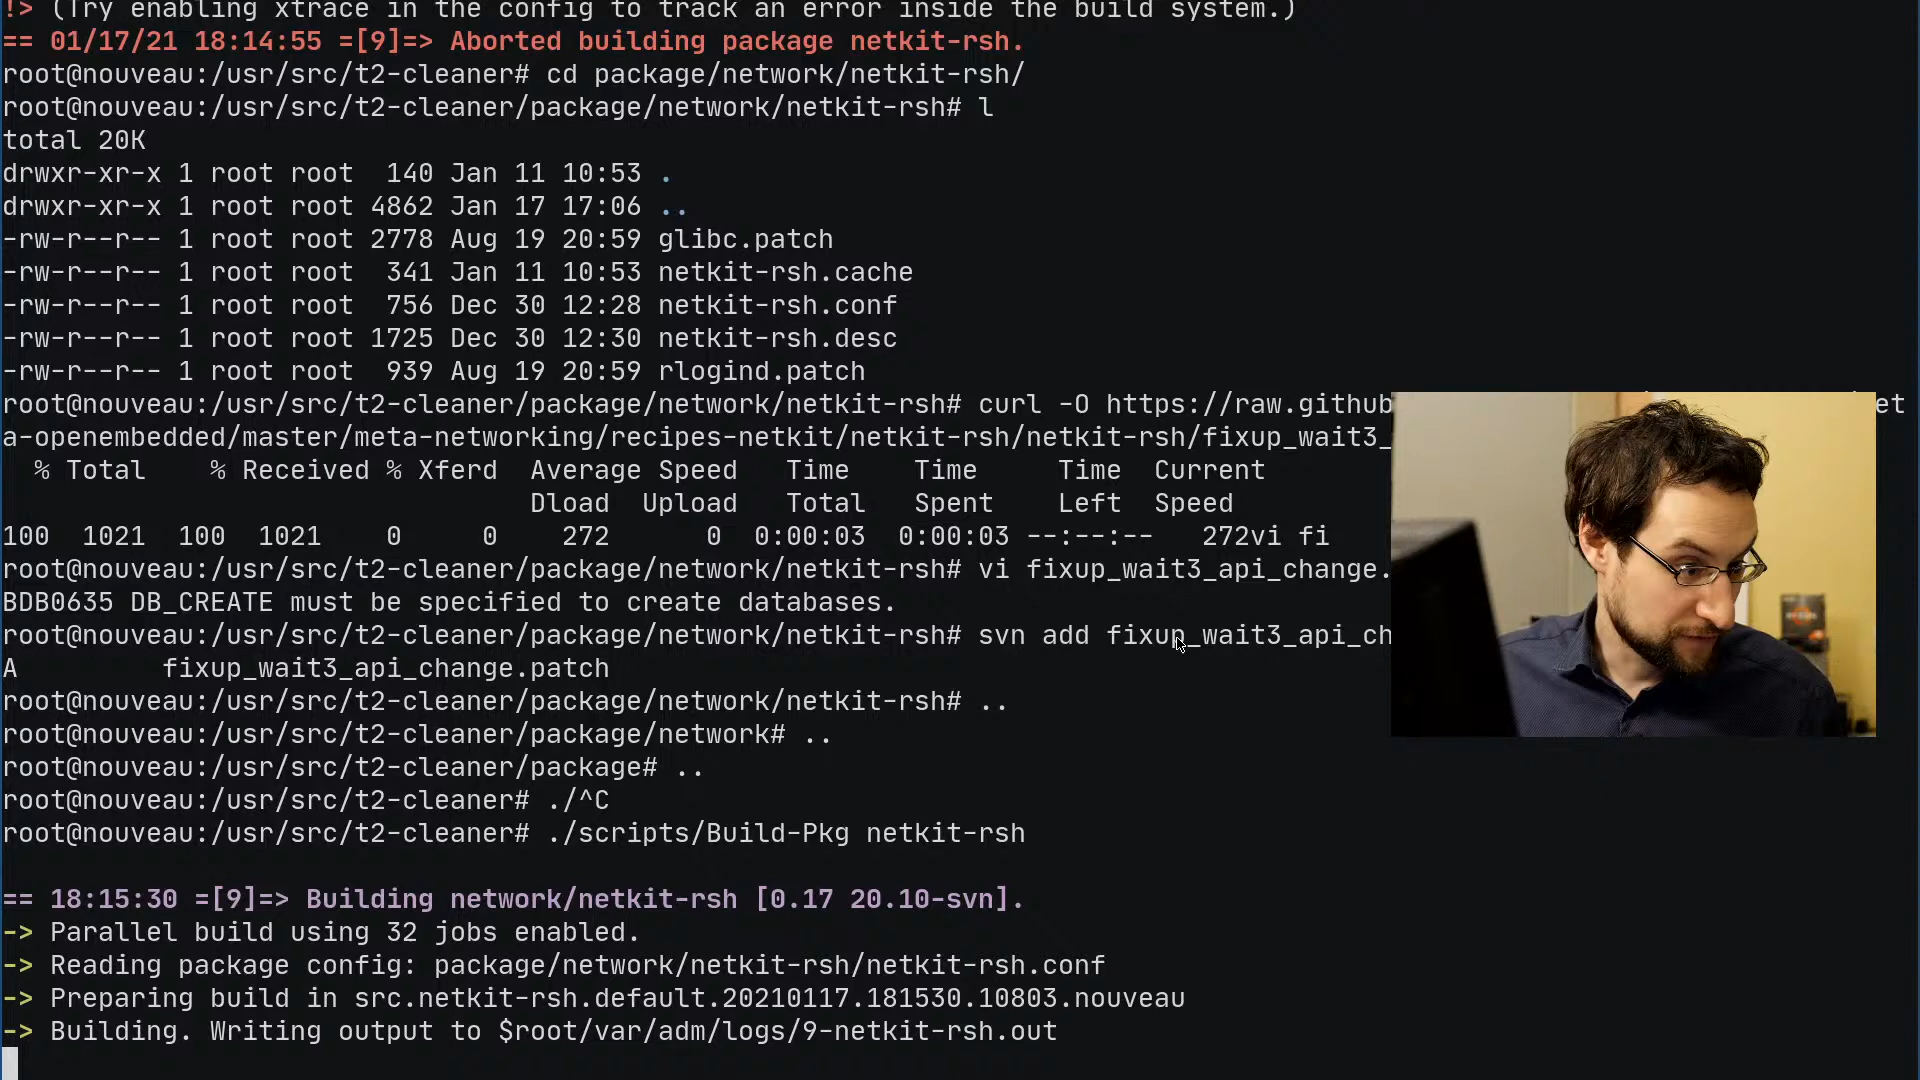 !> (Try enabling xtrace in the config to track an error inside the build system.)
== 01/17/21 18:14:55 =[9]=> Aborted building package netkit-rsh.
root@nouveau:/usr/src/t2-cleaner# cd package/network/netkit-rsh/
root@nouveau:/usr/src/t2-cleaner/package/network/netkit-rsh# l
total 20K
drwxr-xr-x 1 root root  140 Jan 11 10:53 .
drwxr-xr-x 1 root root 4862 Jan 17 17:06 ..
-rw-r--r-- 1 root root 2778 Aug 19 20:59 glibc.patch
-rw-r--r-- 1 root root  341 Jan 11 10:53 netkit-rsh.cache
-rw-r--r-- 1 root root  756 Dec 30 12:28 netkit-rsh.conf
-rw-r--r-- 1 root root 1725 Dec 30 12:30 netkit-rsh.desc
-rw-r--r-- 1 root root  939 Aug 19 20:59 rlogind.patch
root@nouveau:/usr/src/t2-cleaner/package/network/netkit-rsh# curl -O https://raw.github et
a-openembedded/master/meta-networking/recipes-netkit/netkit-rsh/netkit-rsh/fixup_wait3_
  % Total    % Received % Xferd  Average Speed   Time    Time     Time  Current
                                 Dload  Upload   Total   Spent    Left  Speed
100  1021  100  1021    0     0    272      0  0:00:03  0:00:03 --:--:--   272vi fi
root@nouveau:/usr/src/t2-cleaner/package/network/netkit-rsh# vi fixup_wait3_api_change.
BDB0635 DB_CREATE must be specified to create databases.
root@nouveau:/usr/src/t2-cleaner/package/network/netkit-rsh# svn add fixup_wait3_api_ch
A         fixup_wait3_api_change.patch
root@nouveau:/usr/src/t2-cleaner/package/network/netkit-rsh# ..
root@nouveau:/usr/src/t2-cleaner/package/network# ..
root@nouveau:/usr/src/t2-cleaner/package# ..
root@nouveau:/usr/src/t2-cleaner# ./^C
root@nouveau:/usr/src/t2-cleaner# ./scripts/Build-Pkg netkit-rsh
== 18:15:30 =[9]=> Building network/netkit-rsh [0.17 20.10-svn].
-> Parallel build using 32 jobs enabled.
-> Reading package config: package/network/netkit-rsh/netkit-rsh.conf
-> Preparing build in src.netkit-rsh.default.20210117.181530.10803.nouveau
-> Building. Writing output to $root/var/adm/logs/9-netkit-rsh.out